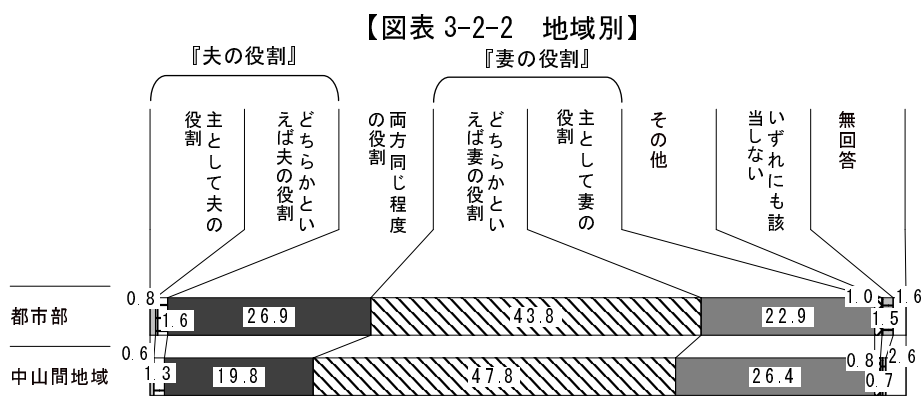 【図表 3-2-2　地域別】
『夫の役割』
『妻の役割』
主として夫の
役割
どちらかとい
えば夫の役割
両方同じ程度
の役割
どちらかとい
えば妻の役割
主として妻の
役割
その他
いずれにも該
当しない
無回答
都市部
0.8
1.6
26.9
43.8
22.9
1.0
1.5
1.6
中山間地域
0.6
1.3
19.8
47.8
26.4
0.8
0.7
2.6